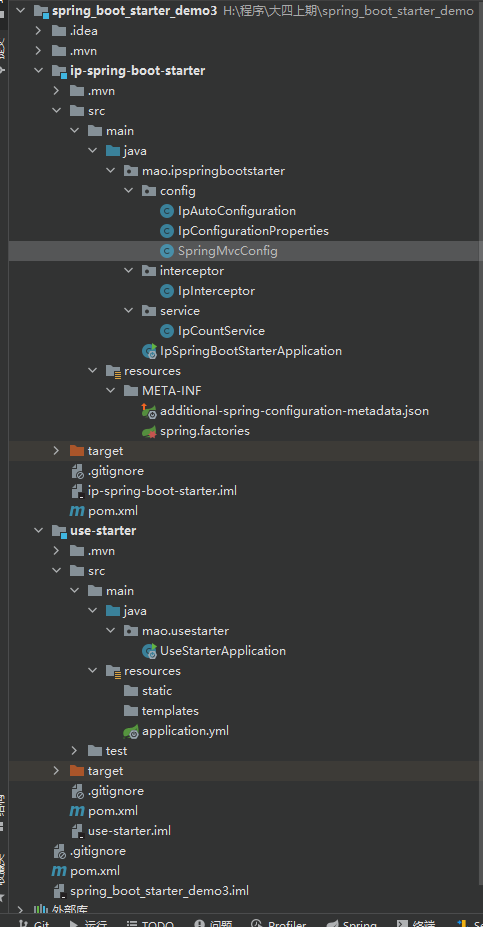 spring_boot_starter_demo3 H:\程序\大四上期\spring_boot_starter_demo
.idea
.mvn
ip-spring-boot-starter
.mvn
src
main
java
mao.ipspringbootstarter
config
IpAutoConfiguration
IpConfigurationProperties
SpringMvcConfig
interceptor
IpInterceptor
service
IpCountService
IpSpringBootStarterApplication
resources
META-INF
additional-spring-configuration-metadata.json
spring.factories
target
.gitignore
ip-spring-boot-starter.iml
pom.xml
use-starter
.mvn
src
main
java
mao.usestarter
UseStarterApplication
resources
static
templates
application.yml
test
target
.gitignore
pom.xml
use-starter.iml
.gitignore
pom.xml
spring_boot_starter_demo3.iml
外部库
Git 运行 TODO 问题 Profiler Spring 终端